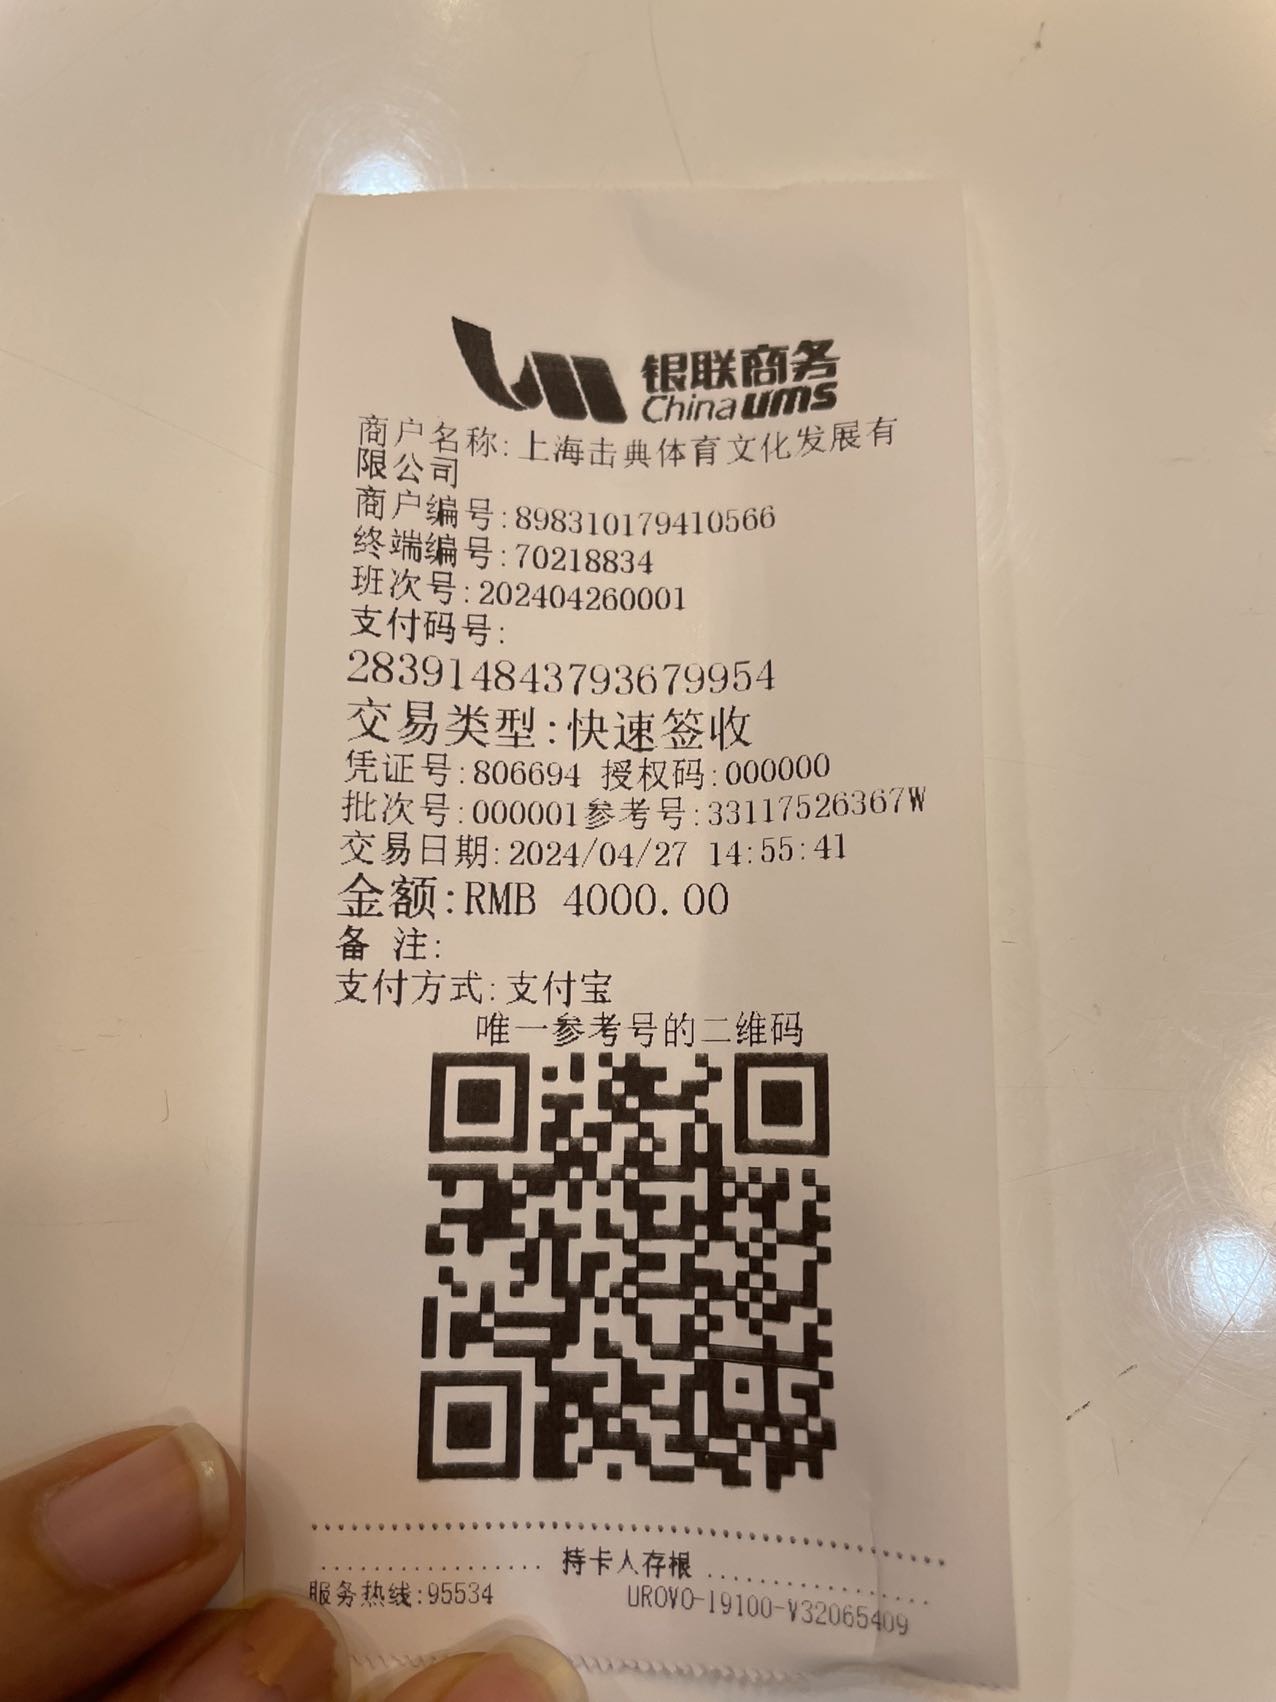 银联商务
China ums
商户名称:上海击典体育文化发展有
限公司
商户编号:898310179410566
终端编号:70218834
班次号:202404260001
支付码号:
283914843793679954
交易类型:快速签收
凭证号:806694 授权码:000000
批次号:000001参考号:33117526367W
交易日期:2024/04/27 14:55:41
金额:RMB 4000.00
备 注:
支付方式:支付宝
唯一参考号的二维码
持卡人存根
服务热线:95534 UROVO-I9100-V32065409